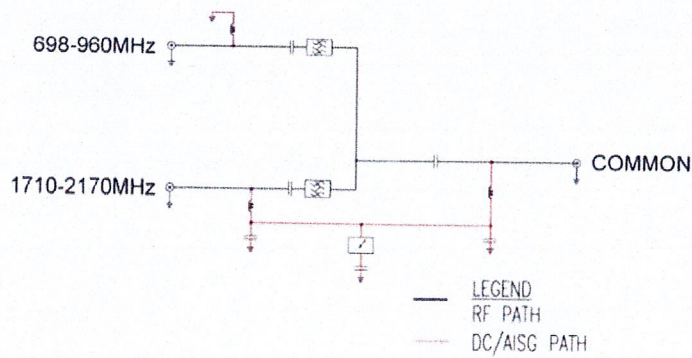 698-960MHz
1710-2170MHz
COMMON
LEGEND
RF PATH
DC/AISG PATH